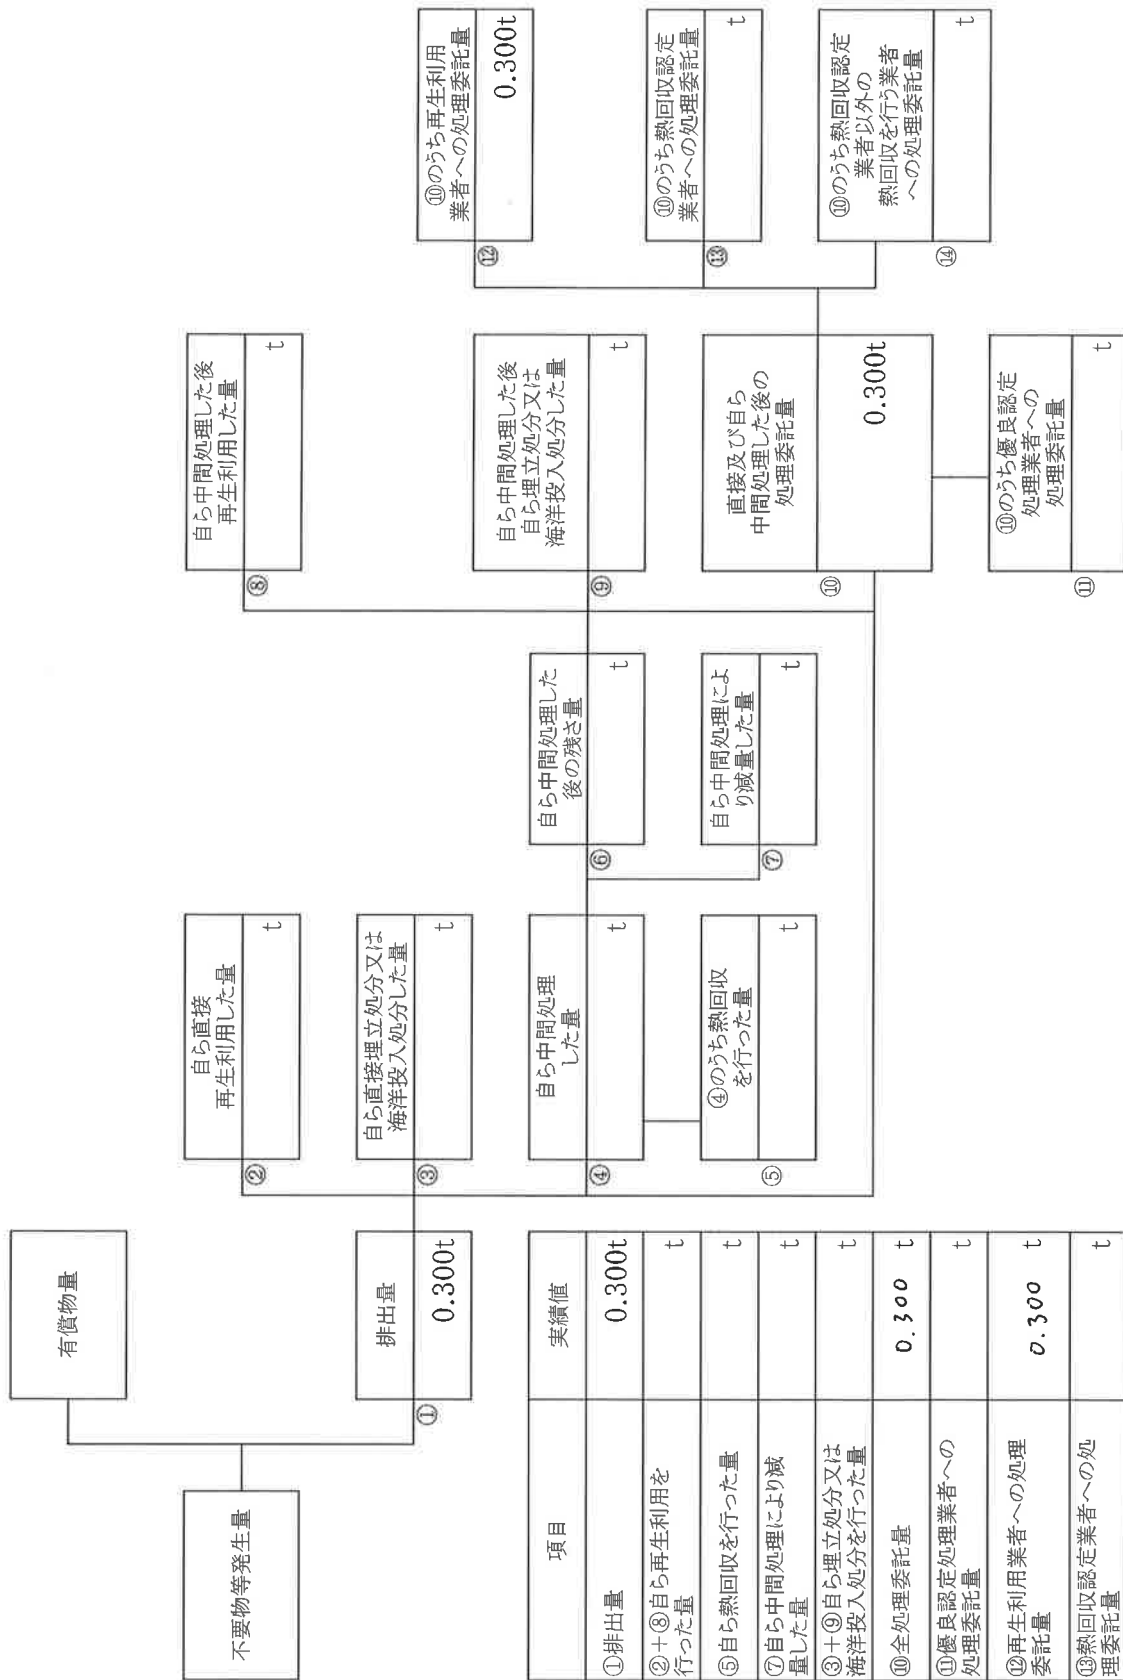 有償物量
不要物等発生量
①
排出量
0.300t
②
自ら直接
再生利用した量
t
③
自ら直接埋立処分又は
海洋投入処分した量
t
④
自ら中間処理
した量
t
⑤
④のうち熱回収
を行った量
t
⑥
自ら中間処理した
後の残さ量
t
⑦
自ら中間処理によ
り減量した量
t
⑧
自ら中間処理した後
再生利用した量
t
⑨
自ら中間処理した後
自ら埋立処分又は
海洋投入処分した量
t
⑩
直接及び自ら
中間処理した後の
処理委託量
0.300t
⑪
⑩のうち優良認定
処理業者への
処理委託量
t
⑫
⑩のうち再生利用
業者への処理委託量
0.300t
⑬
⑩のうち熱回収認定
業者への処理委託量
t
⑭
⑩のうち熱回収認定
業者以外の
熱回収を行う業者
への処理委託量
t
項目 実績値
①排出量 0.300t
②+⑧自ら再生利用を
行った量 t
⑤自ら熱回収を行った量 t
⑦自ら中間処理により減
量した量 t
③+⑨自ら埋立処分又は
海洋投入処分を行った量 t
⑩全処理委託量 0.300 t
⑪優良認定処理業者への
処理委託量 t
⑫再生利用業者への処理
委託量 0.300 t
⑬熱回収認定業者への処
理委託量 t